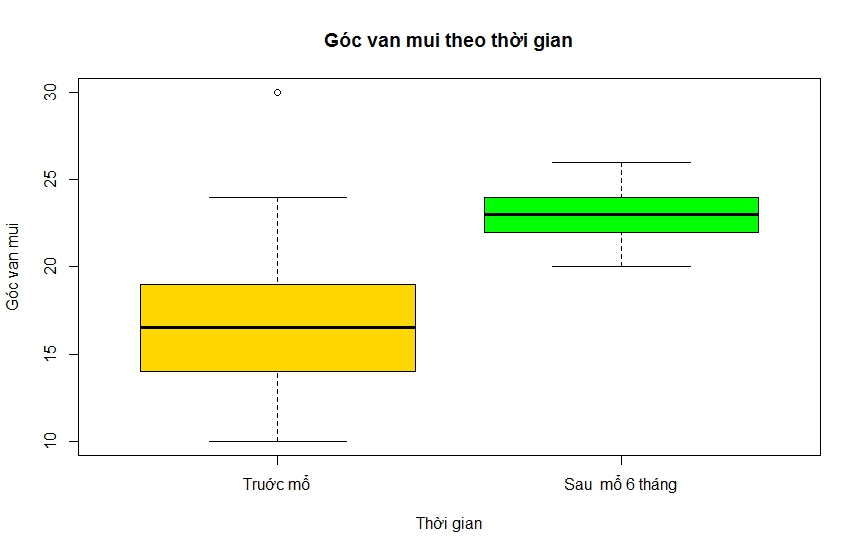 Góc van mui theo thời gian
Góc van mui
30
25
20
15
10
Trước mổ
Sau  mổ 6 tháng
Thời gian